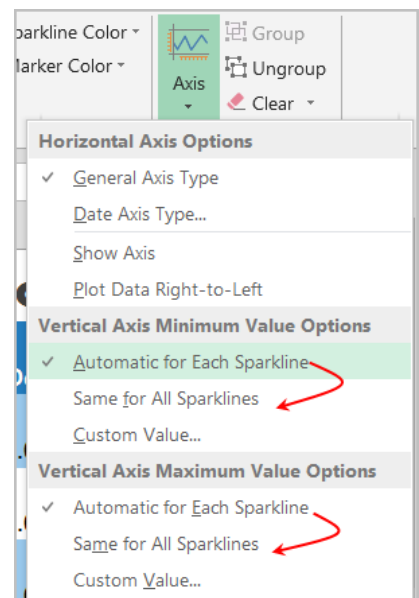 Sparkline Color
Marker Color
Axis
Group
Ungroup
Clear
Horizontal Axis Options
General Axis Type
Date Axis Type...
Show Axis
Plot Data Right-to-Left
Vertical Axis Minimum Value Options
Automatic for Each Sparkline
Same for All Sparklines
Custom Value...
Vertical Axis Maximum Value Options
Automatic for Each Sparkline
Same for All Sparklines
Custom Value...